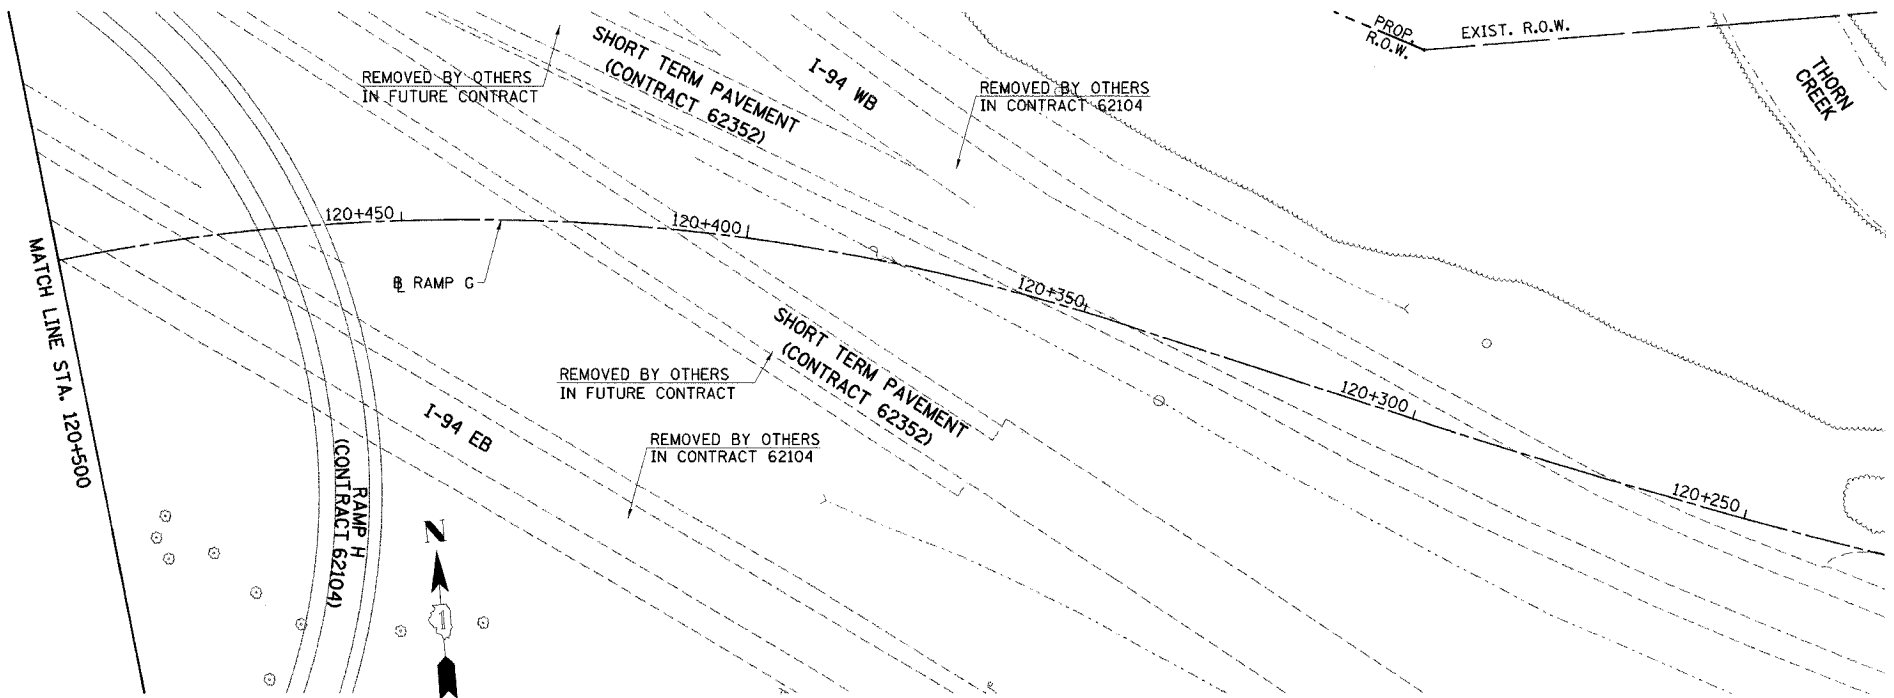 PROP.
R.O.W.
EXIST. R.O.W.
THORN
CREEK
SHORT TERM PAVEMENT
(CONTRACT 62352)
I-94 WB
REMOVED BY OTHERS
IN FUTURE CONTRACT
REMOVED BY OTHERS
IN CONTRACT 62104
120+450
120+400
120+350
120+300
120+250
MATCH LINE STA. 120+500
℄ RAMP G
SHORT TERM PAVEMENT
(CONTRACT 62352)
REMOVED BY OTHERS
IN FUTURE CONTRACT
I-94 EB
REMOVED BY OTHERS
IN CONTRACT 62104
RAMP H
(CONTRACT 62104)
N
1